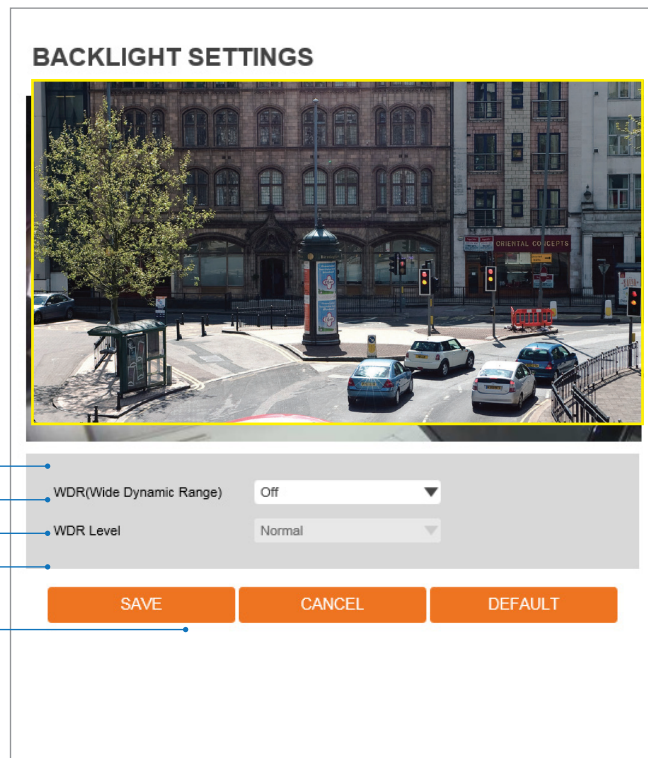 BACKLIGHT SETTINGS
ORIENTAL CONCEPTS
WDR(Wide Dynamic Range) Off
WDR Level Normal
SAVE CANCEL DEFAULT